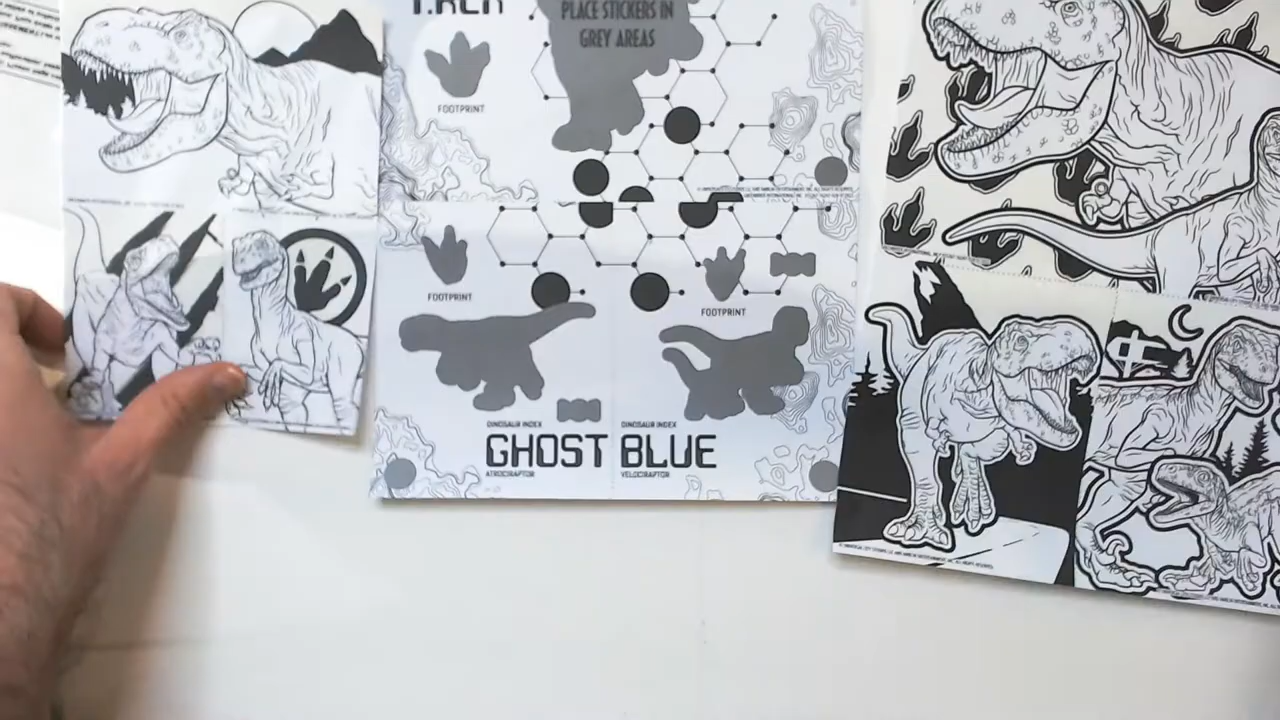 T.REX
PLACE STICKERS IN
GREY AREAS
FOOTPRINT
FOOTPRINT
FOOTPRINT
DINOSAUR INDEX
GHOST
ATROCIRAPTOR
DINOSAUR INDEX
BLUE
VELOCIRAPTOR